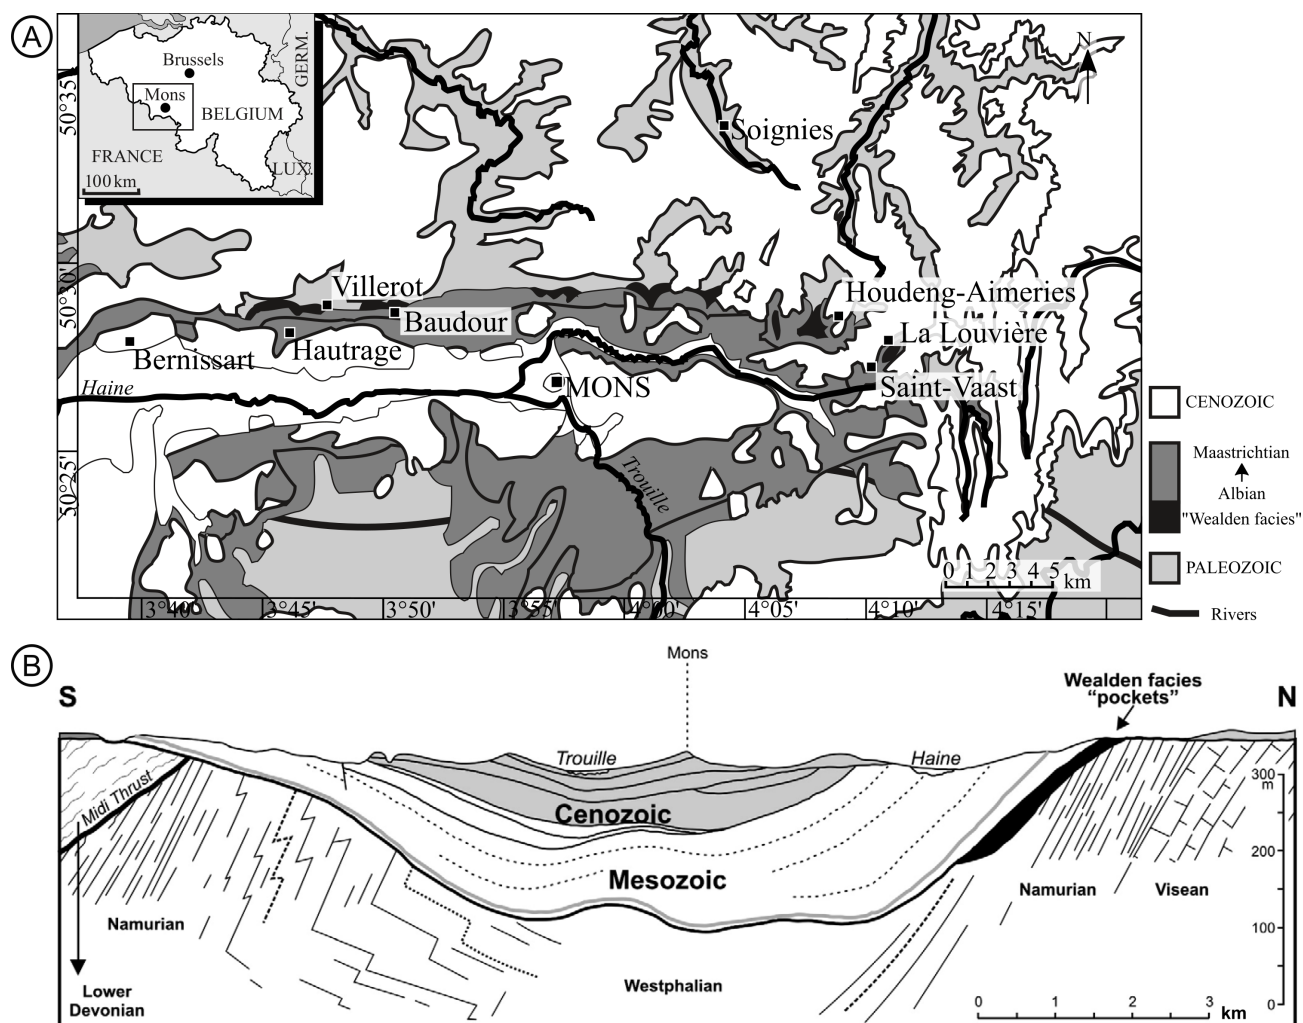 A
N
Brussels
Mons
BELGIUM
GERM.
FRANCE
LUX.
100 km
50°35'
50°30'
50°25'
Soignies
Villerot
Baudour
Houdeng-Aimeries
La Louvière
Bernissart
Hautrage
MONS
Saint-Vaast
Haine
Trouille
CENOZOIC
Maastrichtian
Albian
"Wealden facies"
PALEOZOIC
Rivers
0 1 2 3 4 5 km
3°40' 3°45' 3°50' 3°55' 4°00' 4°05' 4°10' 4°15'
B
Mons
S
Wealden facies
“pockets”
N
Trouille
Haine
Midi Thrust
Cenozoic
Mesozoic
300
m
200
100
0
Namurian
Namurian
Visean
Westphalian
Lower
Devonian
0 1 2 3
km